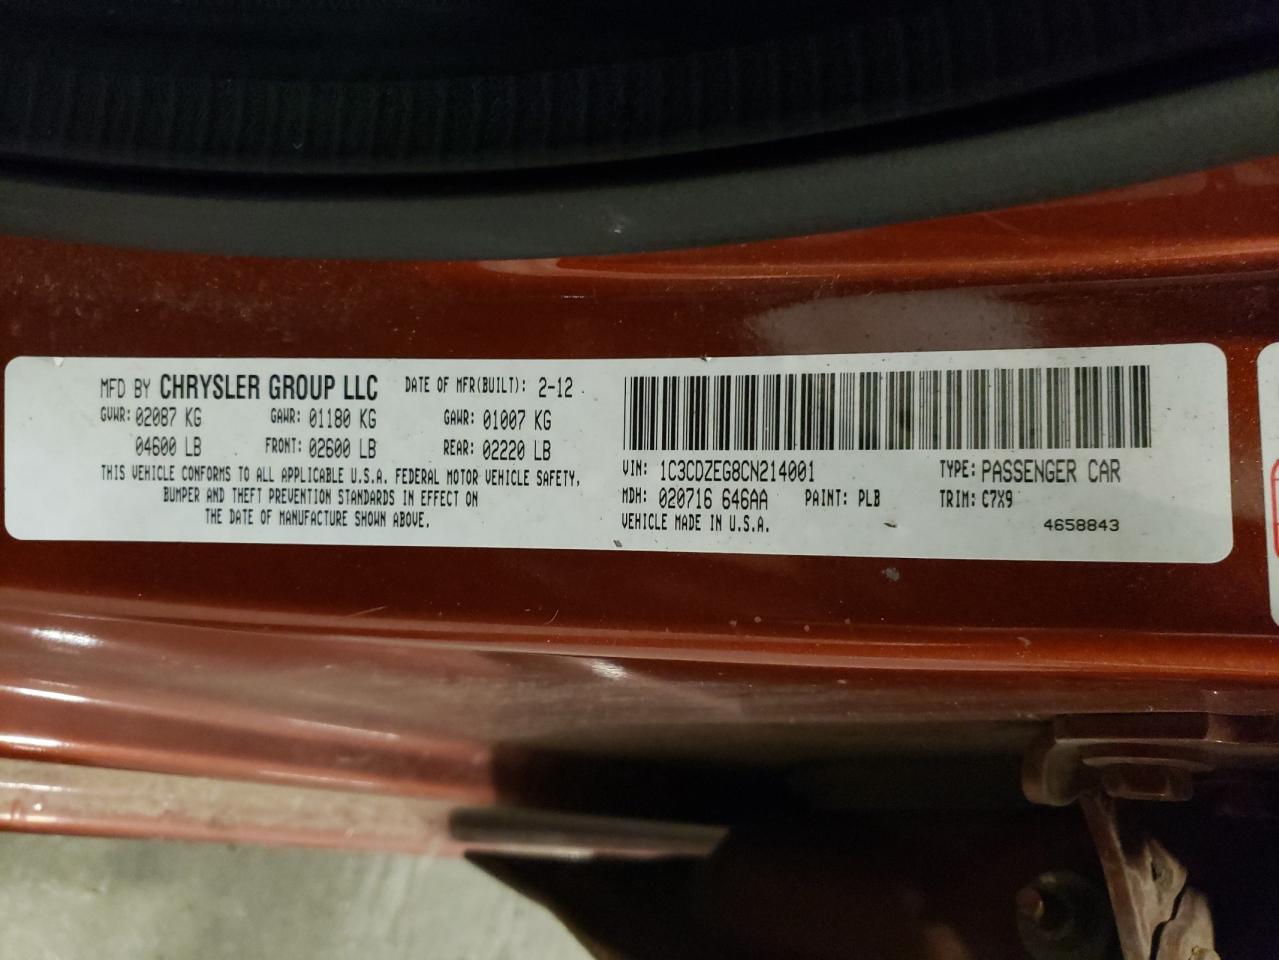 MFD BY CHRYSLER GROUP LLC DATE OF MFR(BUILT): 2-12
GVWR: 02087 KG GAWR: 01180 KG GAWR: 01007 KG
04600 LB FRONT: 02600 LB REAR: 02220 LB
THIS VEHICLE CONFORMS TO ALL APPLICABLE U.S.A. FEDERAL MOTOR VEHICLE SAFETY,
BUMPER AND THEFT PREVENTION STANDARDS IN EFFECT ON
THE DATE OF MANUFACTURE SHOWN ABOVE.
VIN: 1C3CDZEG8CN214001 TYPE: PASSENGER CAR
MDH: 020716 646AA PAINT: PLB TRIM: C7X9
VEHICLE MADE IN U.S.A. 4658843